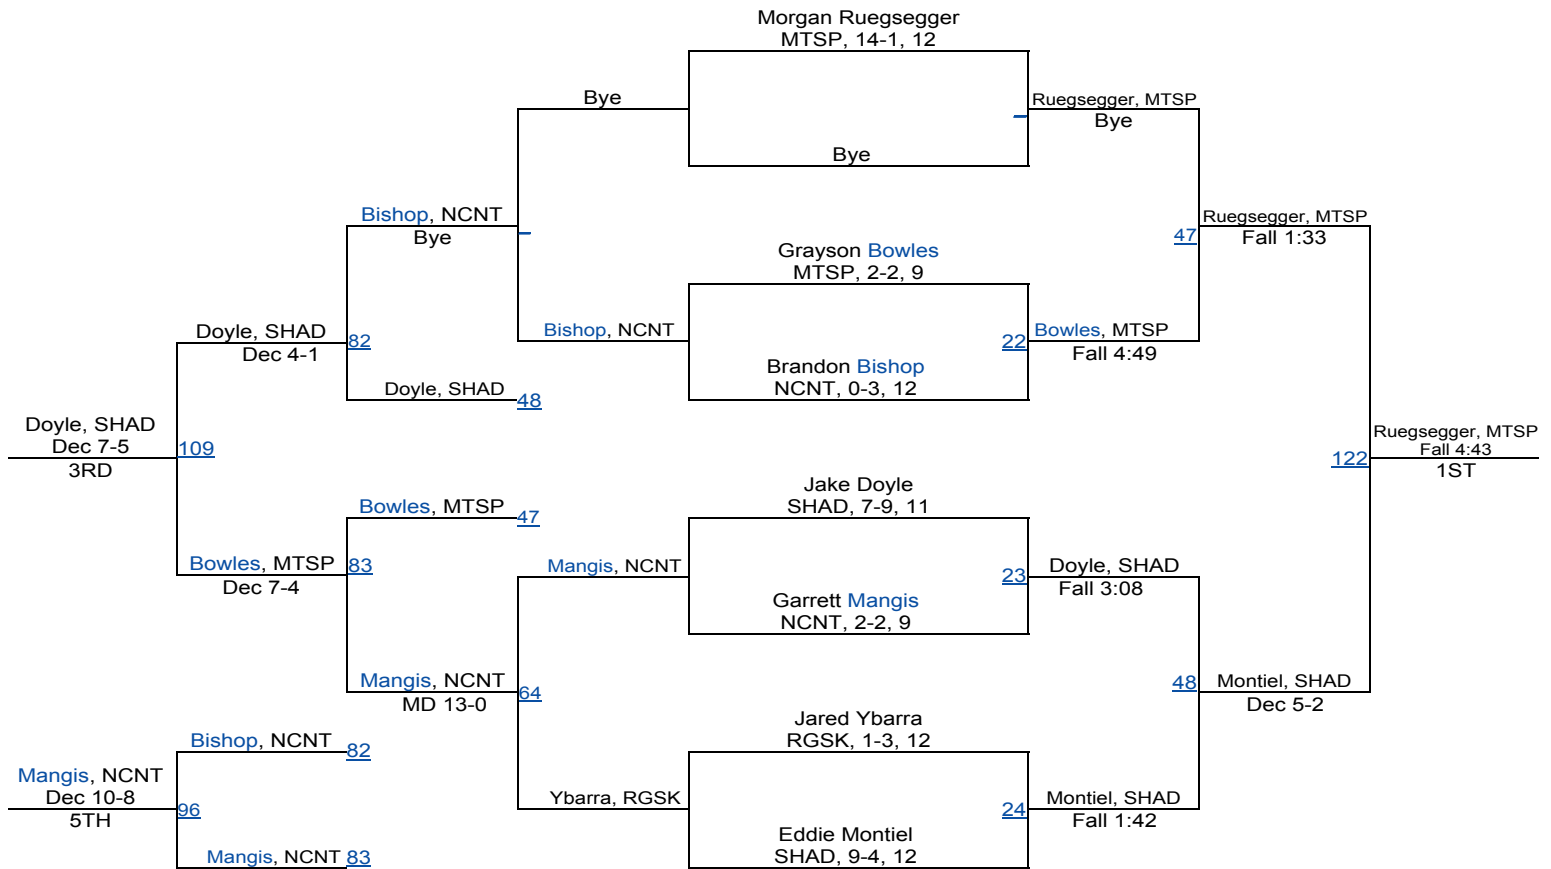 Morgan Ruegsegger
MTSP, 14-1, 12
Bye
Ruegsegger, MTSP
Bye
Bye
Bishop, NCNT
Bye
Ruegsegger, MTSP
Fall 1:33
47
Grayson Bowles
MTSP, 2-2, 9
Doyle, SHAD
Dec 4-1
82
Bishop, NCNT
22
Bowles, MTSP
Fall 4:49
Brandon Bishop
NCNT, 0-3, 12
Doyle, SHAD
48
Doyle, SHAD
Dec 7-5
3RD
109
Ruegsegger, MTSP
Fall 4:43
1ST
122
Jake Doyle
SHAD, 7-9, 11
Bowles, MTSP
47
Bowles, MTSP
Dec 7-4
83
Mangis, NCNT
23
Doyle, SHAD
Fall 3:08
Garrett Mangis
NCNT, 2-2, 9
Mangis, NCNT
MD 13-0
64
48
Montiel, SHAD
Dec 5-2
Jared Ybarra
RGSK, 1-3, 12
Bishop, NCNT
82
Mangis, NCNT
Dec 10-8
5TH
96
Ybarra, RGSK
24
Montiel, SHAD
Fall 1:42
Eddie Montiel
SHAD, 9-4, 12
Mangis, NCNT
83